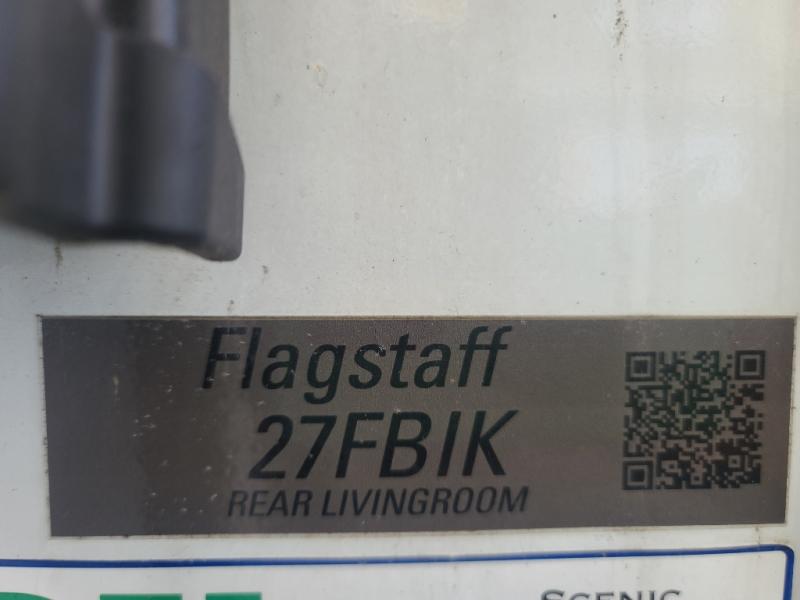 Flagstaff
27FBIK
REAR LIVINGROOM
SCENIC